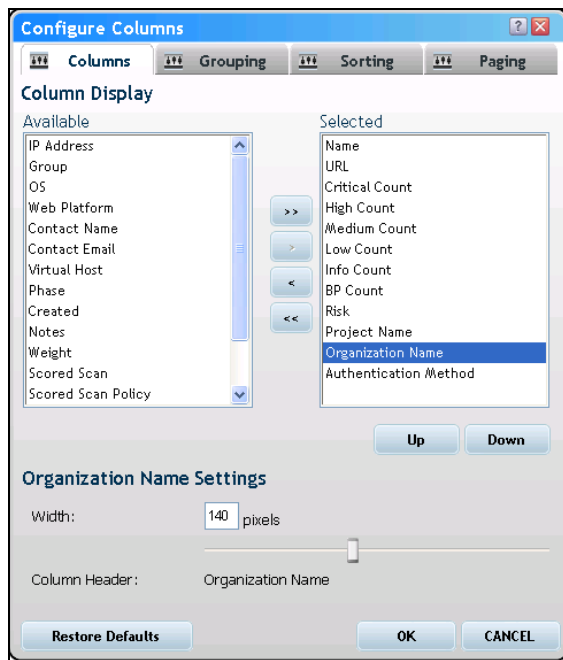 Configure Columns
?
Columns Grouping Sorting Paging
Column Display
Available
IP Address
Group
OS
Web Platform
Contact Name
Contact Email
Virtual Host
Phase
Created
Notes
Weight
Scored Scan
Scored Scan Policy
>>
>
<
<<
Selected
Name
URL
Critical Count
High Count
Medium Count
Low Count
Info Count
BP Count
Risk
Project Name
Organization Name
Authentication Method
Up Down
Organization Name Settings
Width: 140 pixels
Column Header: Organization Name
Restore Defaults OK CANCEL